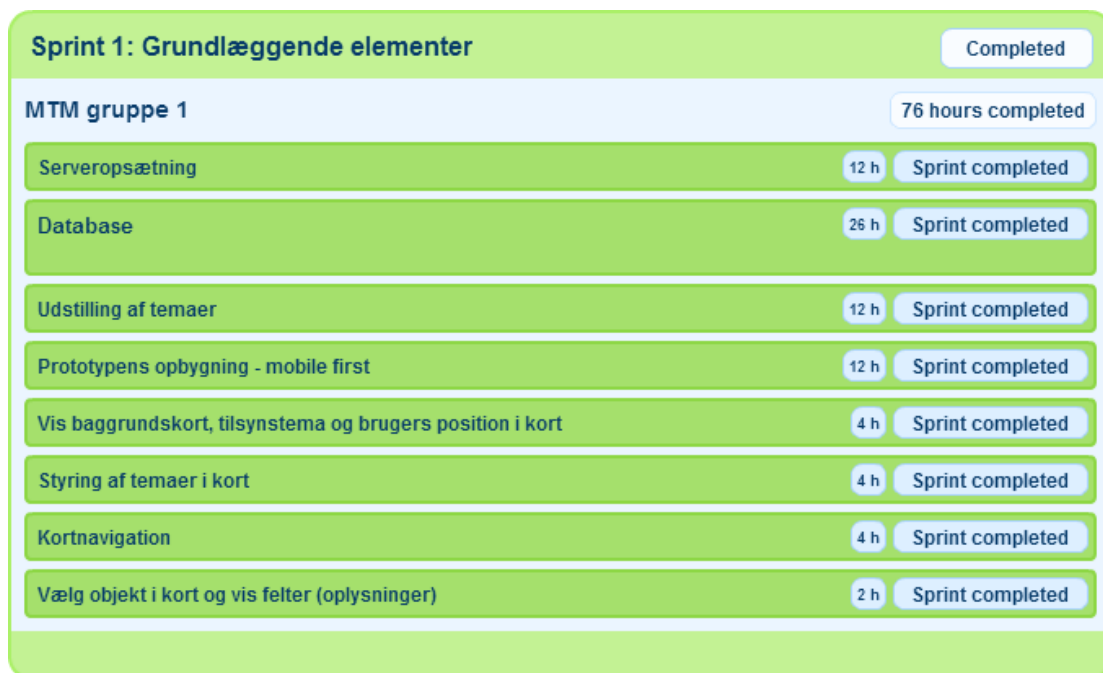 Sprint 1: Grundlæggende elementer
Completed
MTM gruppe 1
76 hours completed
Serveropsætning 12 h Sprint completed
Database 26 h Sprint completed
Udstilling af temaer 12 h Sprint completed
Prototypens opbygning - mobile first 12 h Sprint completed
Vis baggrundskort, tilsynstema og brugers position i kort 4 h Sprint completed
Styring af temaer i kort 4 h Sprint completed
Kortnavigation 4 h Sprint completed
Vælg objekt i kort og vis felter (oplysninger) 2 h Sprint completed